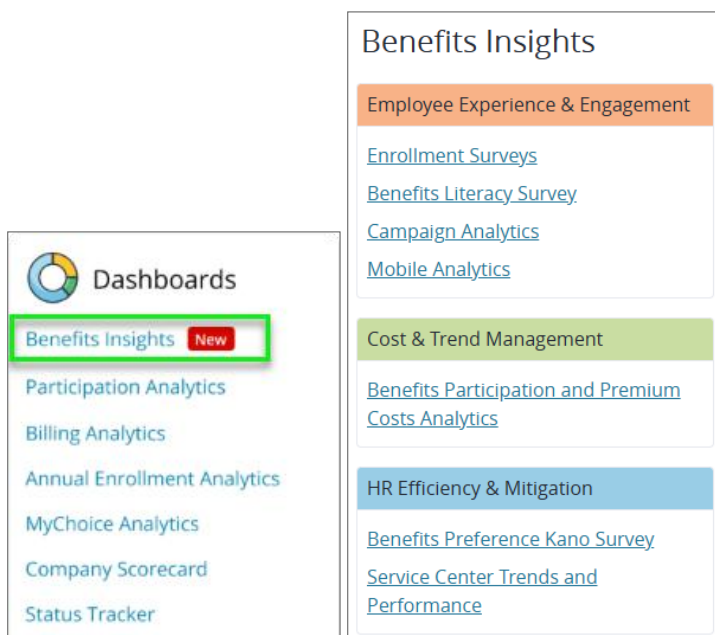 Dashboards
Benefits Insights New
Participation Analytics
Billing Analytics
Annual Enrollment Analytics
MyChoice Analytics
Company Scorecard
Status Tracker
Benefits Insights
Employee Experience & Engagement
Enrollment Surveys
Benefits Literacy Survey
Campaign Analytics
Mobile Analytics
Cost & Trend Management
Benefits Participation and Premium
Costs Analytics
HR Efficiency & Mitigation
Benefits Preference Kano Survey
Service Center Trends and
Performance